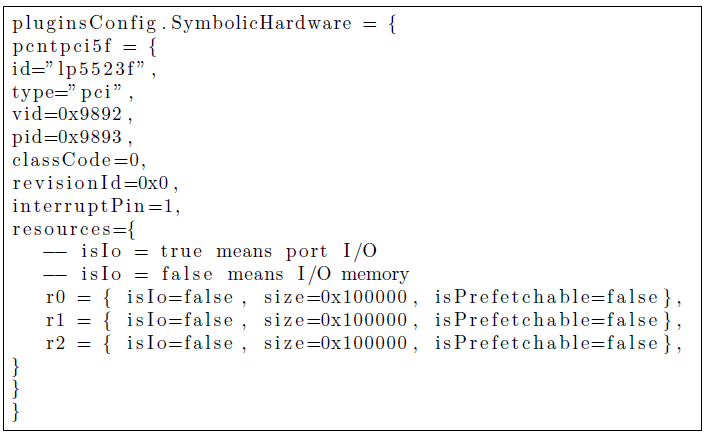 pluginsConfig.SymbolicHardware = {
pcntpci5f = {
id="lp5523f",
type="pci",
vid=0x9892,
pid=0x9893,
classCode=0,
revisionId=0x0,
interruptPin=1,
resources={
— isIo = true means port I/O
— isIo = false means I/O memory
r0 = { isIo=false, size=0x100000, isPrefetchable=false},
r1 = { isIo=false, size=0x100000, isPrefetchable=false},
r2 = { isIo=false, size=0x100000, isPrefetchable=false},
}
}
}